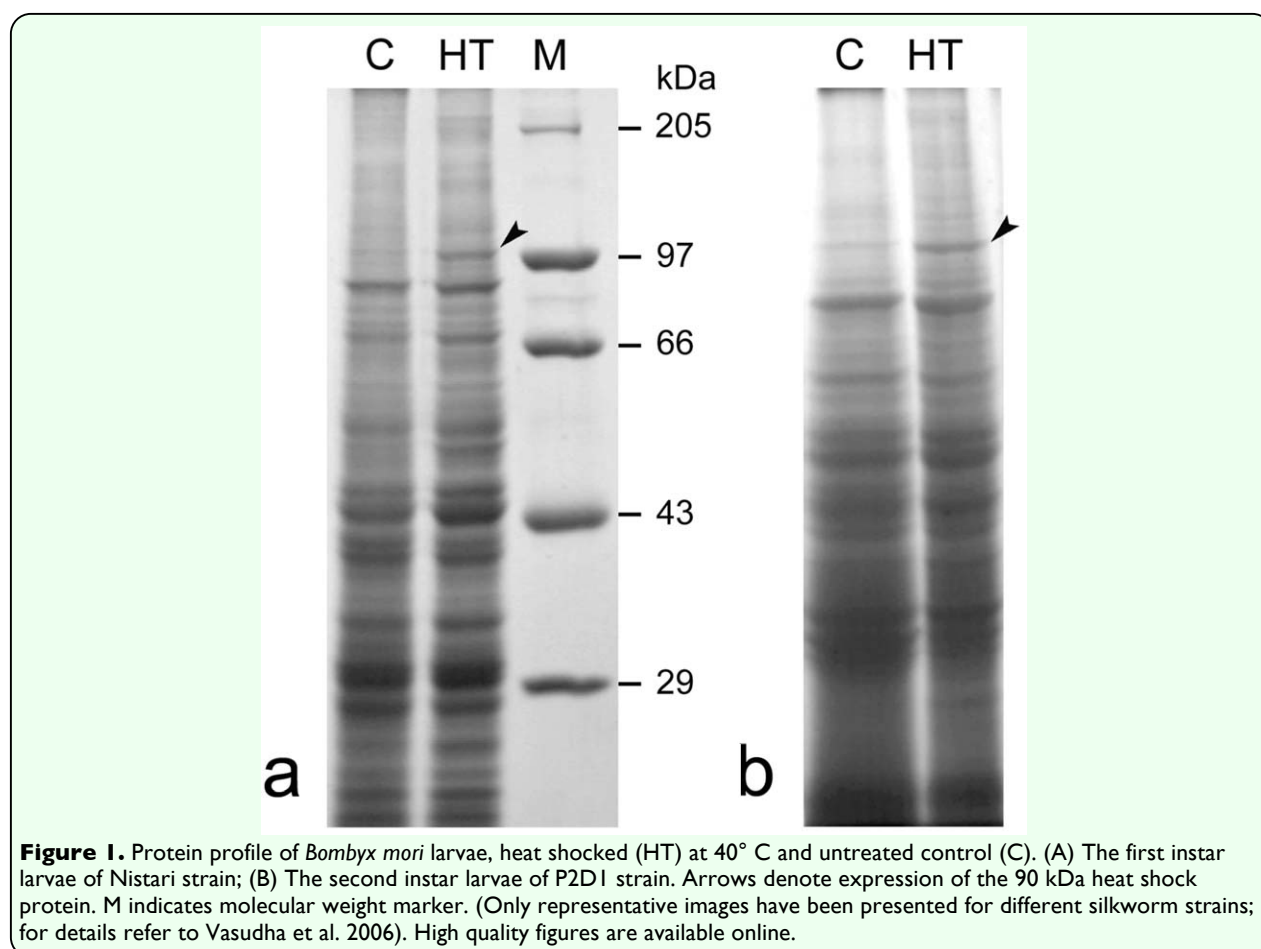 C HT M C HT
kDa
205
97
66
43
29
a b
Figure 1. Protein profile of Bombyx mori larvae, heat shocked (HT) at 40° C and untreated control (C). (A) The first instar
larvae of Nistari strain; (B) The second instar larvae of P2D1 strain. Arrows denote expression of the 90 kDa heat shock
protein. M indicates molecular weight marker. (Only representative images have been presented for different silkworm strains;
for details refer to Vasudha et al. 2006). High quality figures are available online.